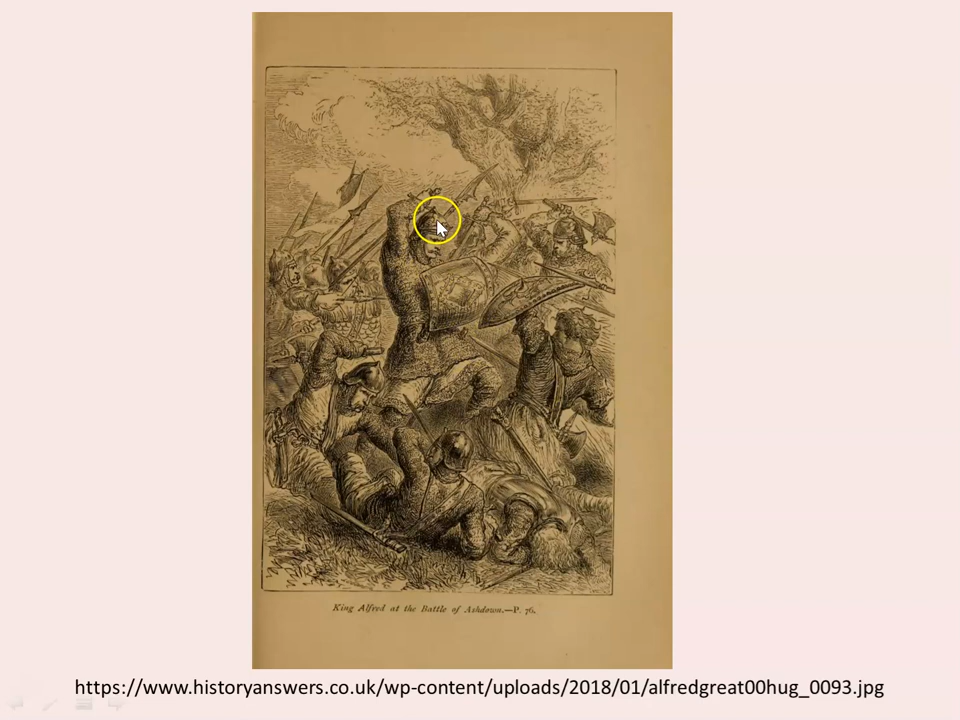 King Alfred at the Battle of Ashdown.—P. 76.
https://www.historyanswers.co.uk/wp-content/uploads/2018/01/alfredgreat00hug_0093.jpg